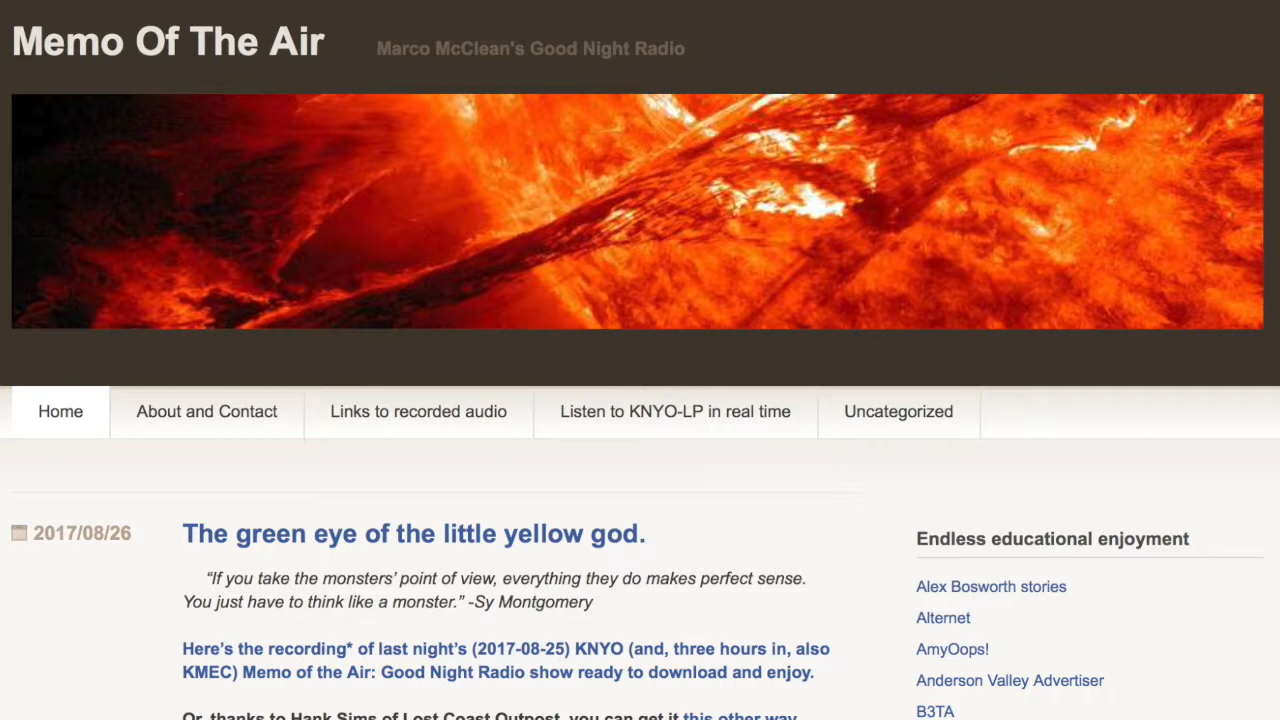 Memo Of The Air
Marco McClean's Good Night Radio
Home
About and Contact
Links to recorded audio
Listen to KNYO-LP in real time
Uncategorized
2017/08/26
The green eye of the little yellow god.
“If you take the monsters’ point of view, everything they do makes perfect sense.
You just have to think like a monster.” -Sy Montgomery
Here’s the recording* of last night’s (2017-08-25) KNYO (and, three hours in, also
KMEC) Memo of the Air: Good Night Radio show ready to download and enjoy.
Or, thanks to Hank Sims of Lost Coast Outpost, you can get it this other way.
Endless educational enjoyment
Alex Bosworth stories
Alternet
AmyOops!
Anderson Valley Advertiser
B3TA